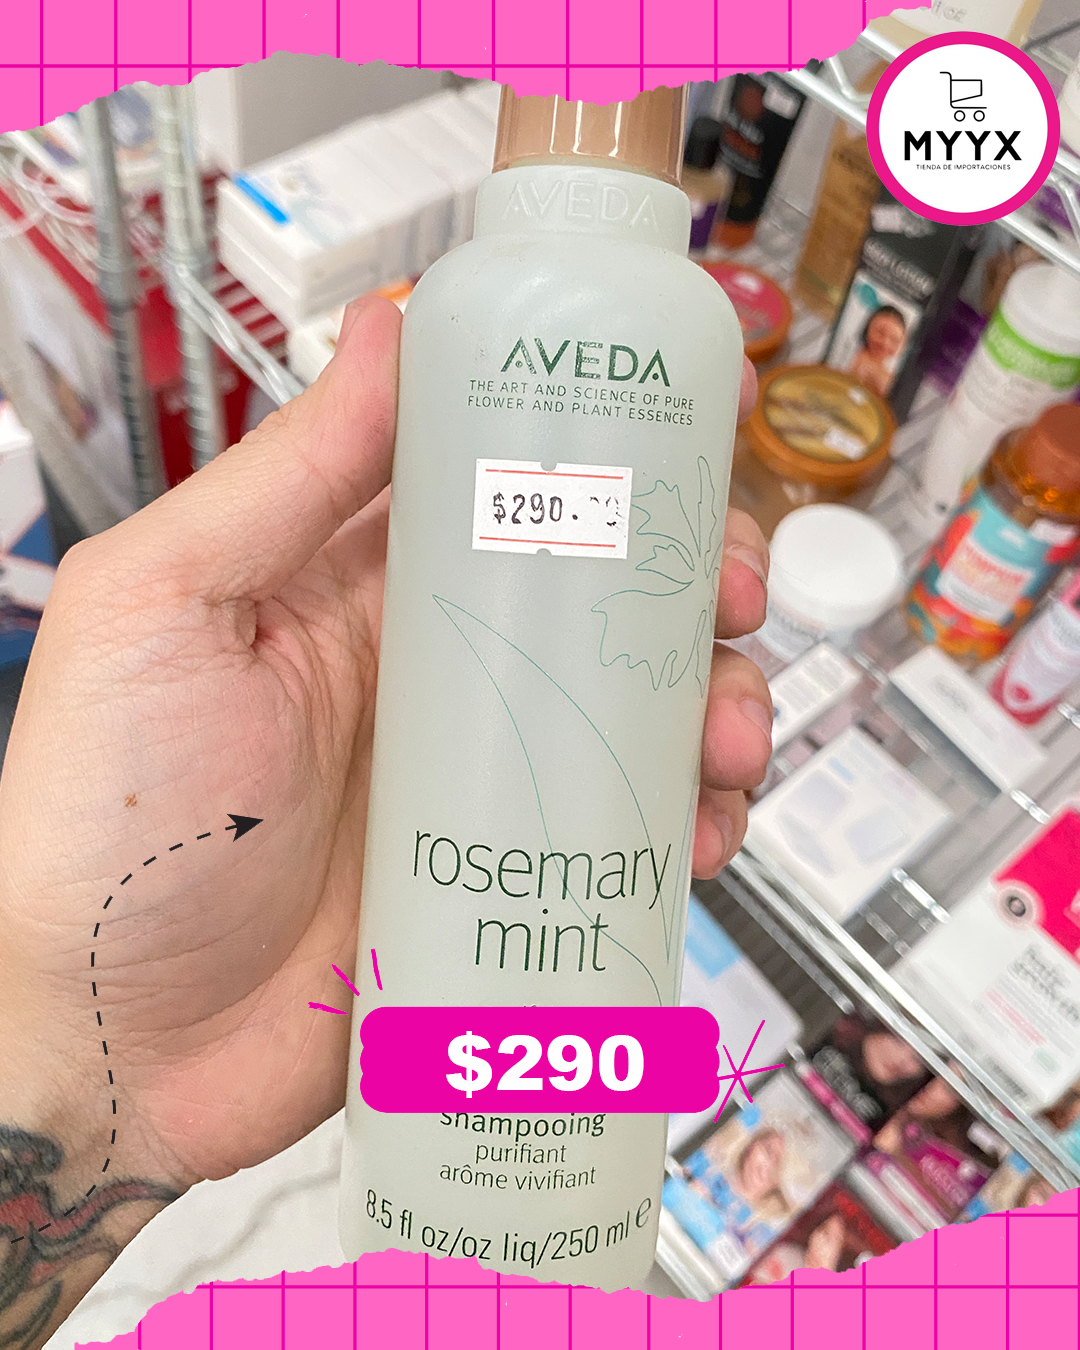 MYYX
TIENDA DE IMPORTACIONES
AVEDA
AVEDA
THE ART AND SCIENCE OF PURE
FLOWER AND PLANT ESSENCES
$290.
rosemary
mint
$290
shampooing
purifiant
arôme vivifiant
8.5 fl oz/oz liq/250 ml e